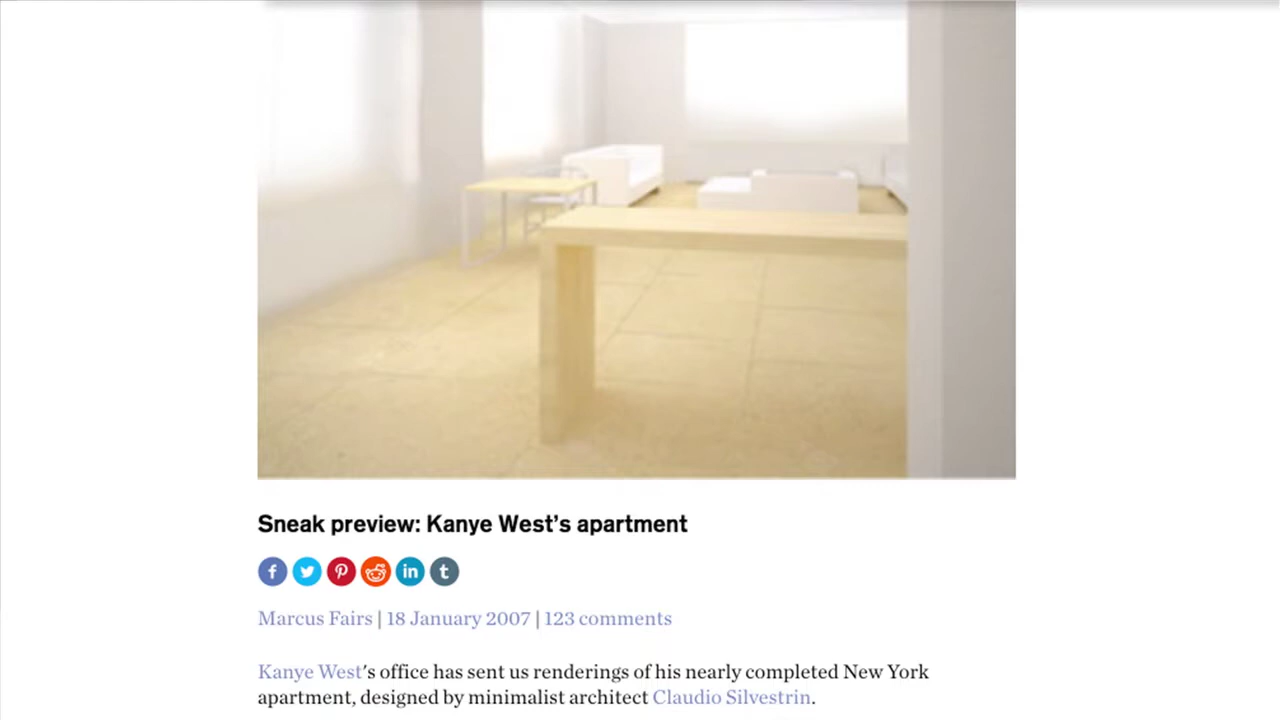 Sneak preview: Kanye West’s apartment
Marcus Fairs | 18 January 2007 | 123 comments
Kanye West's office has sent us renderings of his nearly completed New York
apartment, designed by minimalist architect Claudio Silvestrin.